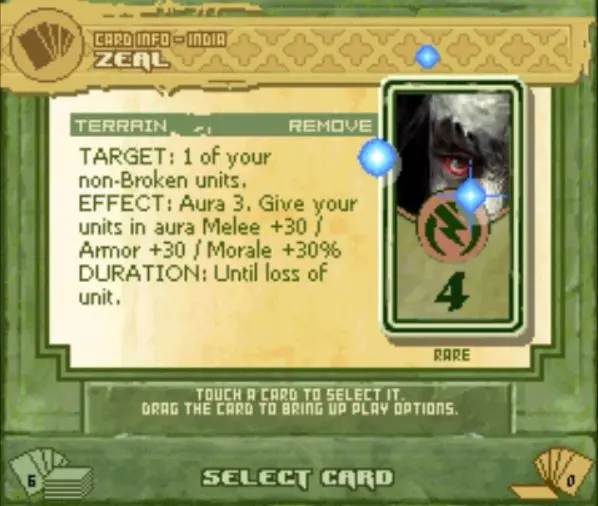 CARD INFO - INDIA
ZEAL
TERRAIN REMOVE
TARGET: 1 of your
non-Broken units.
EFFECT: Aura 3. Give your
units in aura Melee +30 /
Armor +30 / Morale +30%
DURATION: Until loss of
unit.
4
RARE
TOUCH A CARD TO SELECT IT.
DRAG THE CARD TO BRING UP PLAY OPTIONS.
6 SELECT CARD 0